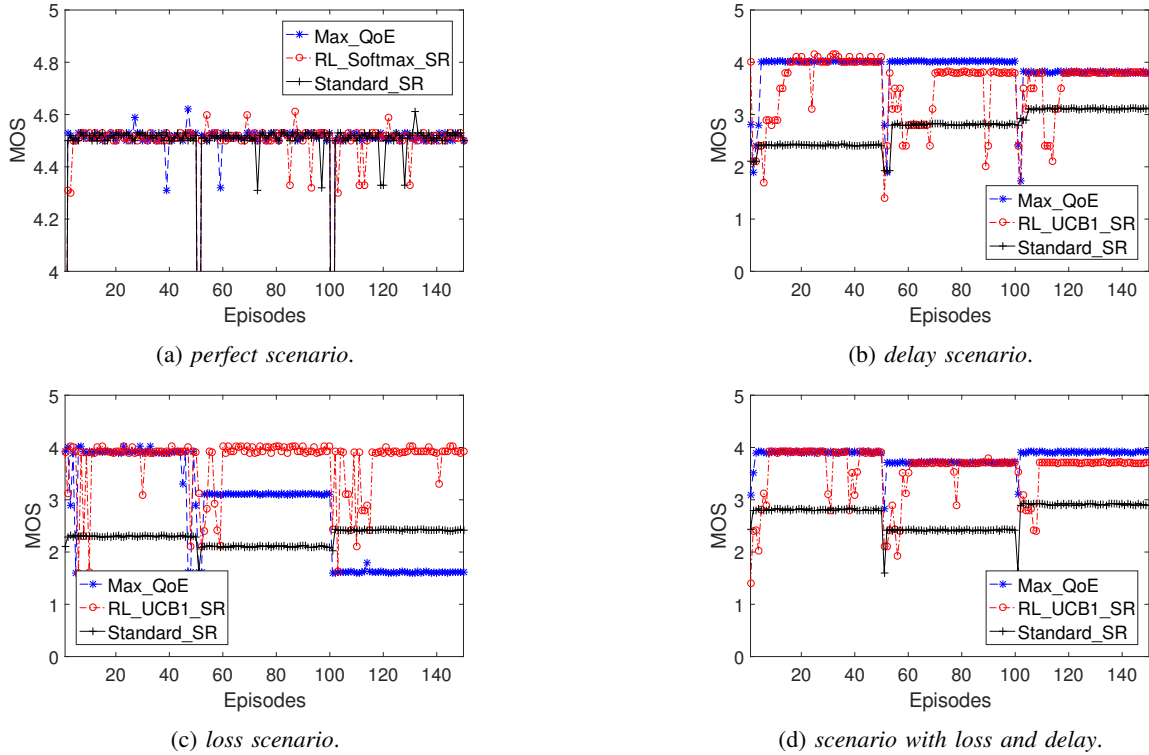 5
4.8
4.6
4.4
4.2
4
MOS
Max_QoE
RL_Softmax_SR
Standard_SR
20 40 60 80 100 120 140
Episodes
(a) perfect scenario.
5
4
3
2
1
0
MOS
Max_QoE
RL_UCB1_SR
Standard_SR
20 40 60 80 100 120 140
Episodes
(b) delay scenario.
5
4
3
2
1
0
MOS
Max_QoE
RL_UCB1_SR
Standard_SR
20 40 60 80 100 120 140
Episodes
(c) loss scenario.
5
4
3
2
1
0
MOS
Max_QoE
RL_UCB1_SR
Standard_SR
20 40 60 80 100 120 140
Episodes
(d) scenario with loss and delay.